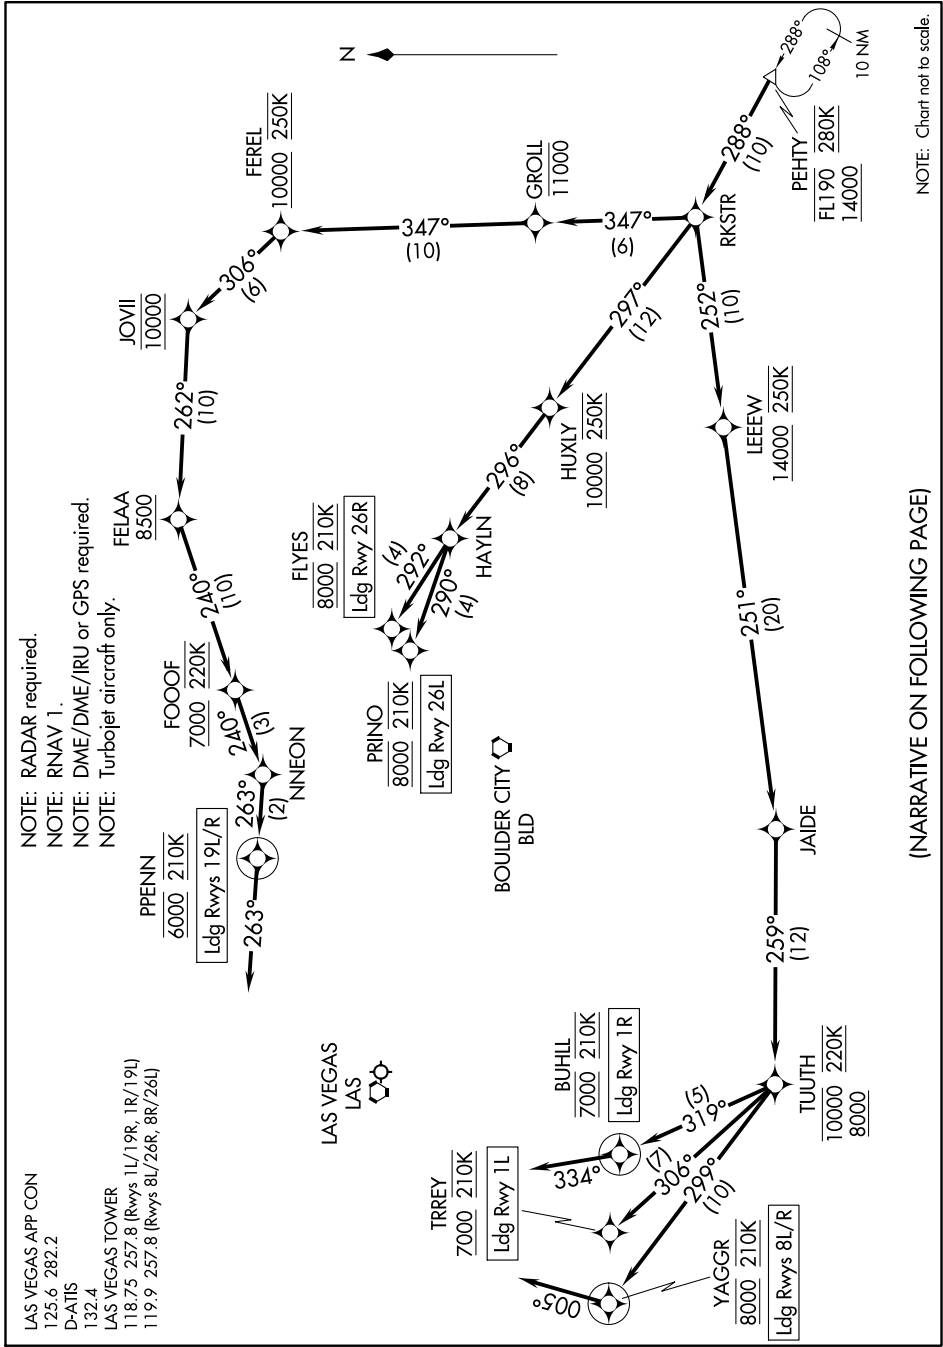 LAS VEGAS APP CON
125.6 282.2
D-ATIS
132.4
LAS VEGAS TOWER
118.75 257.8 (Rwys 1L/19R, 1R/19L)
119.9 257.8 (Rwys 8L/26R, 8R/26L)
NOTE: RADAR required.
NOTE: RNAV 1.
NOTE: DME/DME/IRU or GPS required.
NOTE: Turbojet aircraft only.
PPENN
6000 210K
Ldg Rwys 19L/R
263°
263°
(2)
NNEON
240°
(3)
FOOOF
7000 220K
240°
(10)
FELAA
8500
262°
(10)
JOVII
10000
306°
(6)
FEREL
10000 250K
N
347°
(10)
GROLL
11000
347°
(6)
LAS VEGAS
LAS
FLYES
8000 210K
Ldg Rwy 26R
292°
(4)
290°
(4)
PRINO
8000 210K
Ldg Rwy 26L
HAYLN
296°
(8)
HUXLY
10000 250K
297°
(12)
BOULDER CITY
BLD
RKSTR
288°
(10)
PEHTY
FL190 280K
14000
288°
108°
10 NM
252°
(10)
LEEEW
14000 250K
251°
(20)
JAIDE
259°
(12)
TUUTH
10000 220K
8000
BUHLL
7000 210K
Ldg Rwy 1R
334°
319°
(5)
TRREY
7000 210K
Ldg Rwy 1L
306°
(7)
299°
(10)
005°
YAGGR
8000 210K
Ldg Rwys 8L/R
(NARRATIVE ON FOLLOWING PAGE)
NOTE: Chart not to scale.